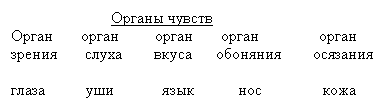 Органы чувств
Орган орган орган орган орган
зрения слуха вкуса обоняния осязания
глаза уши язык нос кожа